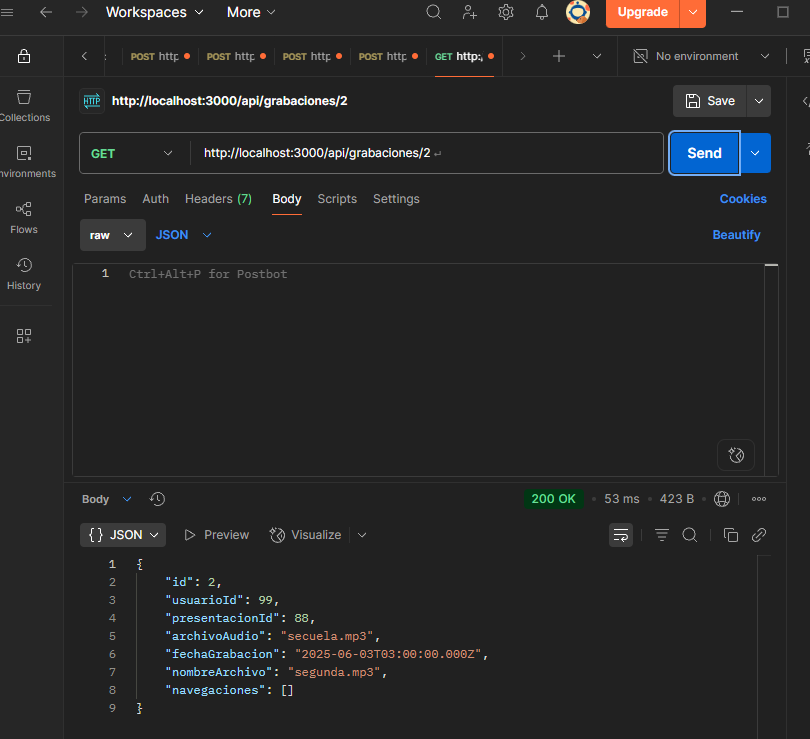 Workspaces More Upgrade
POST http: POST http: POST http: POST http: GET http:, No environment
HTTP http://localhost:3000/api/grabaciones/2 Save
GET http://localhost:3000/api/grabaciones/2 Send
Collections
nvironments
Flows
History
Params Auth Headers (7) Body Scripts Settings Cookies
raw JSON Beautify
1 Ctrl+Alt+P for Postbot
Body 200 OK • 53 ms • 423 B •
{} JSON Preview Visualize
1 {
2 "id": 2,
3 "usuarioId": 99,
4 "presentacionId": 88,
5 "archivoAudio": "secuela.mp3",
6 "fechaGrabacion": "2025-06-03T03:00:00.000Z",
7 "nombreArchivo": "segunda.mp3",
8 "navegaciones": []
9 }